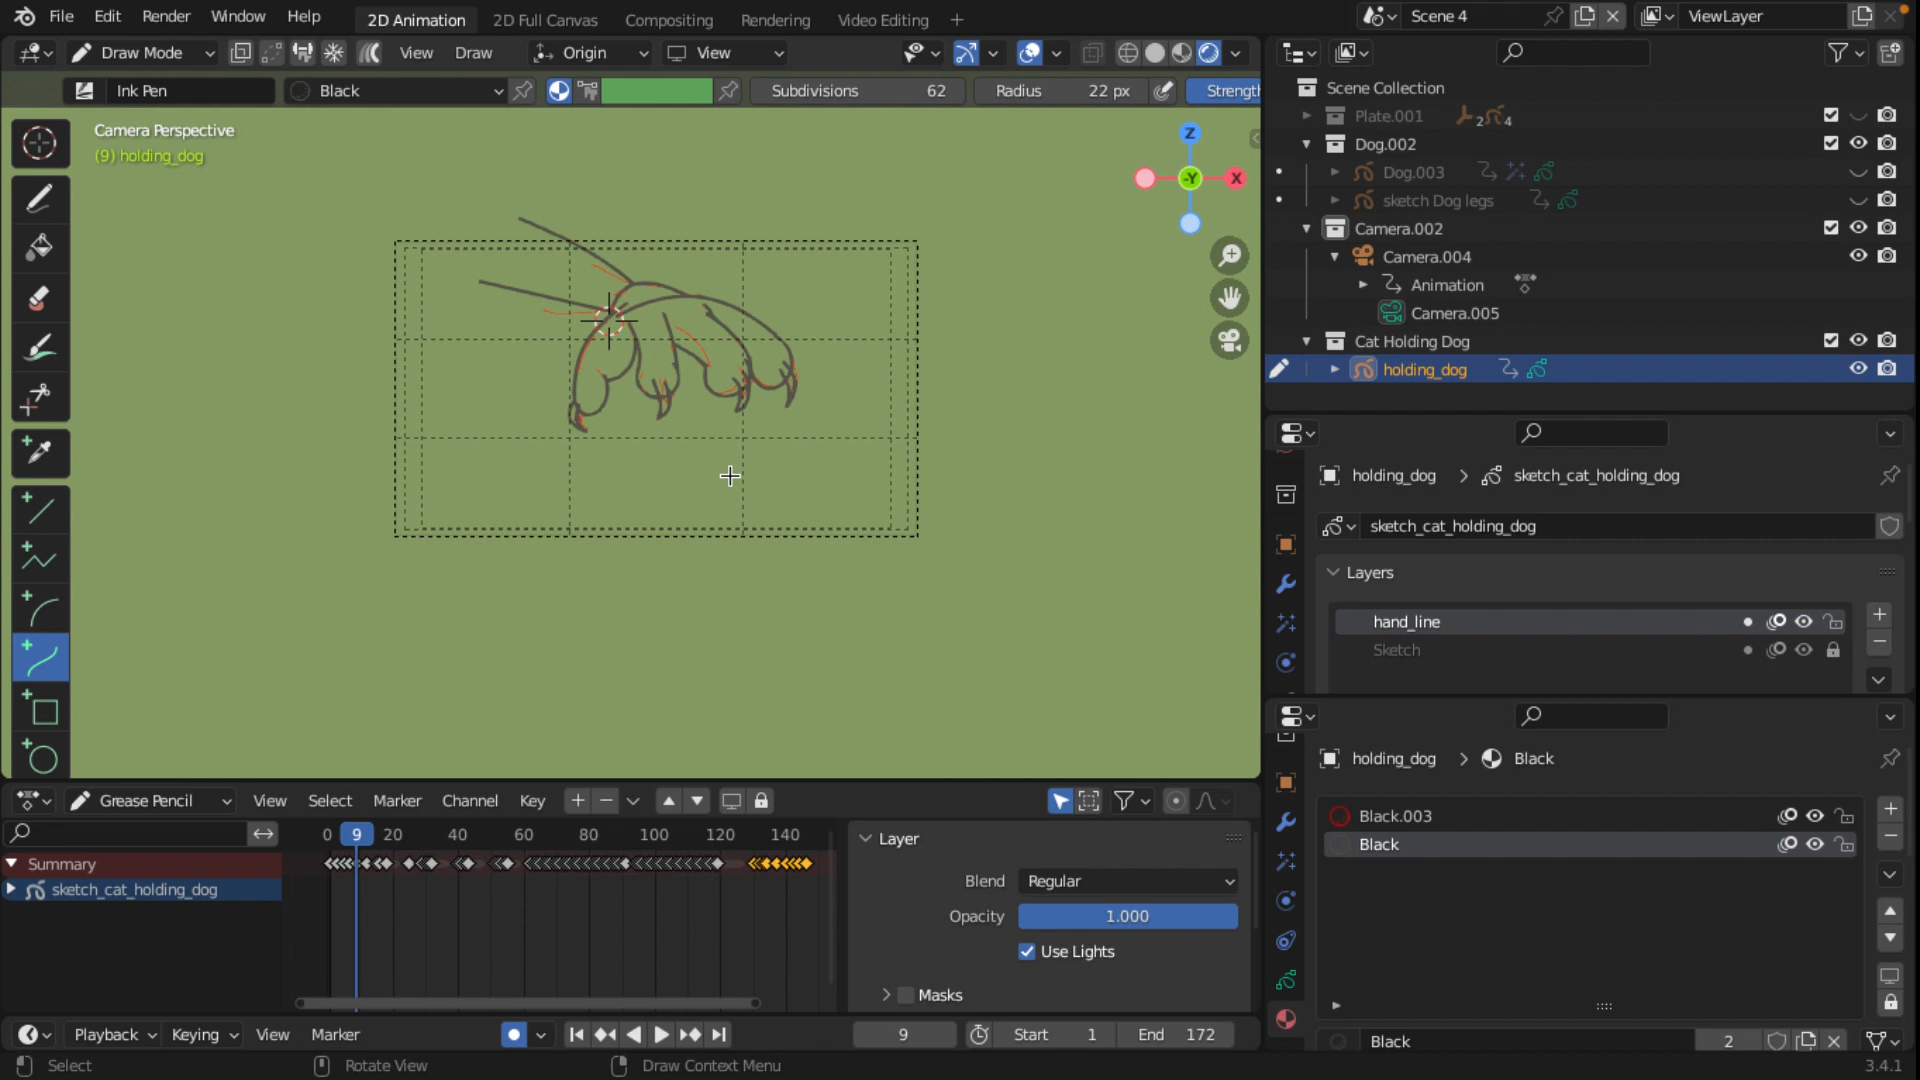 File Edit Render Window Help 2D Animation 2D Full Canvas Compositing Rendering Video Editing + Scene 4 ViewLayer
Draw Mode View Draw Origin View
Ink Pen Black Subdivisions 62 Radius 22 px Strength
Camera Perspective
(9) holding_dog
Z
-Y X
Scene Collection
Plate.001 2 4
Dog.002
Dog.003
sketch Dog legs
Camera.002
Camera.004
Animation
Camera.005
Cat Holding Dog
holding_dog
holding_dog > sketch_cat_holding_dog
sketch_cat_holding_dog
Layers
hand_line
Sketch
holding_dog > Black
Black.003
Black
Black 2
Grease Pencil View Select Marker Channel Key
0 9 20 40 60 80 100 120 140
Summary
sketch_cat_holding_dog
Layer
Blend Regular
Opacity 1.000
Use Lights
Masks
Playback Keying View Marker 9 Start 1 End 172
Select Rotate View Draw Context Menu 3.4.1